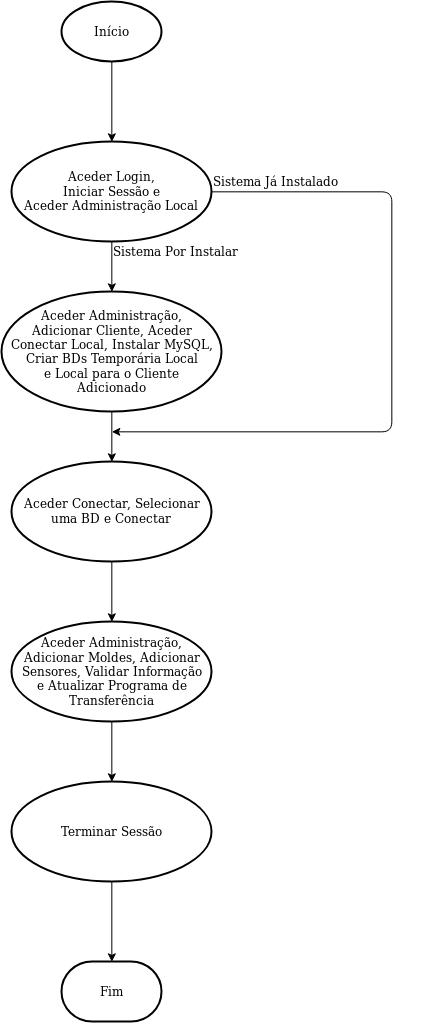 Início
Aceder Login,
Iniciar Sessão e
Aceder Administração Local
Sistema Já Instalado
Sistema Por Instalar
Aceder Administração,
Adicionar Cliente, Aceder
Conectar Local, Instalar MySQL,
Criar BDs Temporária Local
e Local para o Cliente
Adicionado
Aceder Conectar, Selecionar
uma BD e Conectar
Aceder Administração,
Adicionar Moldes, Adicionar
Sensores, Validar Informação
e Atualizar Programa de
Transferência
Terminar Sessão
Fim